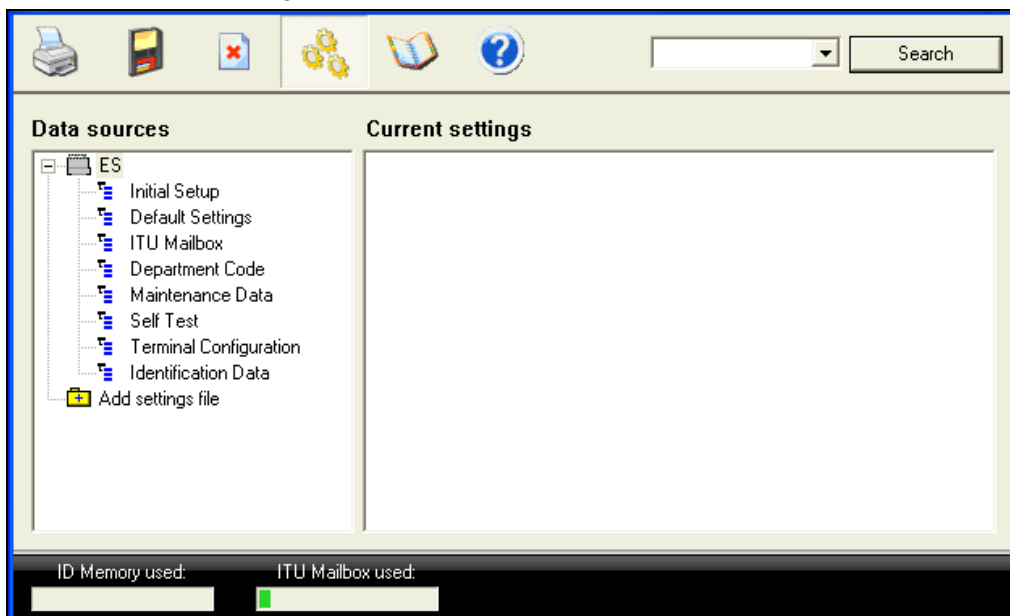 Search
Data sources
Current settings
ES
Initial Setup
Default Settings
ITU Mailbox
Department Code
Maintenance Data
Self Test
Terminal Configuration
Identification Data
Add settings file
ID Memory used:
ITU Mailbox used: